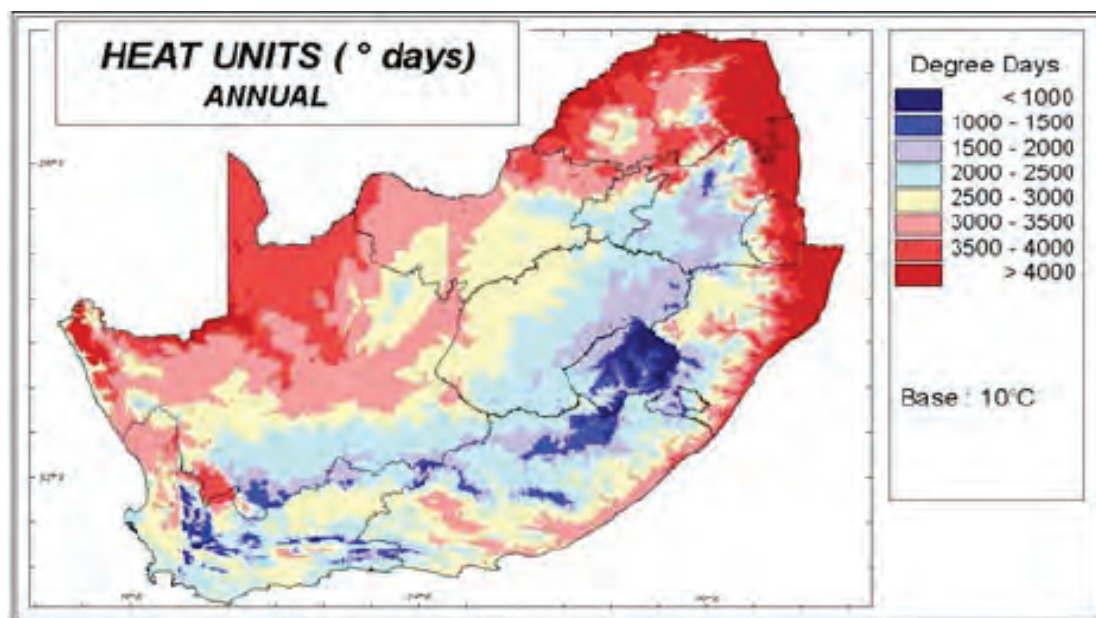 HEAT UNITS ( ° days)
ANNUAL
Degree Days
< 1000
1000 - 1500
1500 - 2000
2000 - 2500
2500 - 3000
3000 - 3500
3500 - 4000
> 4000
Base : 10°C